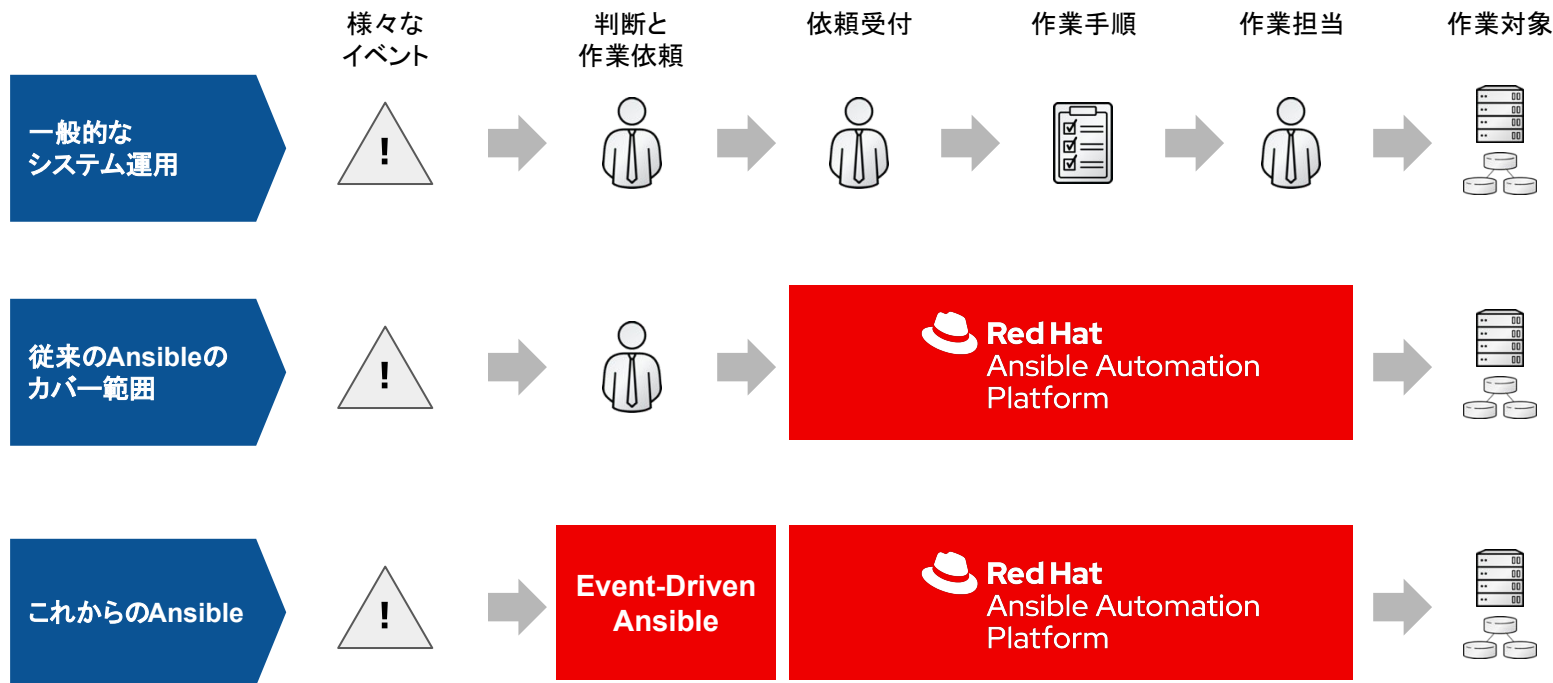 様々な
イベント
判断と
作業依頼
依頼受付
作業手順
作業担当
作業対象
一般的な
システム運用
!
従来のAnsibleの
カバー範囲
!
Red Hat
Ansible Automation
Platform
これからのAnsible
!
Event-Driven
Ansible
Red Hat
Ansible Automation
Platform